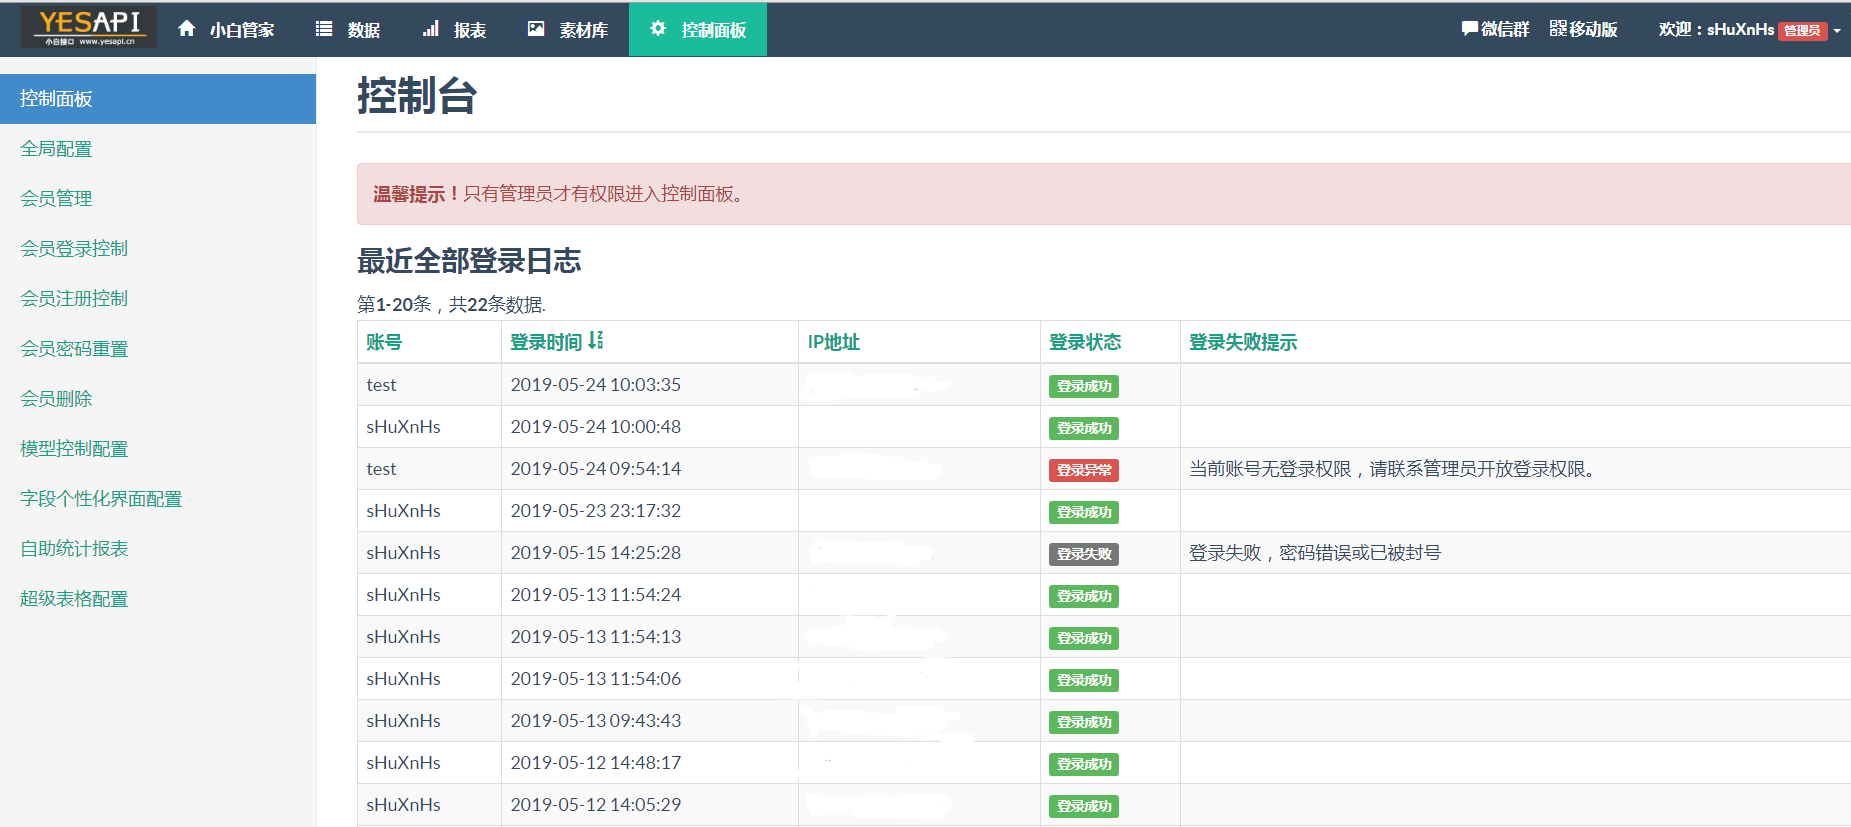 YESAPI
小白接口 www.yesapi.cn
小白管家 数据 报表 素材库 控制面板 微信群 移动版 欢迎：sHuXnHs 管理员
控制面板
全局配置
会员管理
会员登录控制
会员注册控制
会员密码重置
会员删除
模型控制配置
字段个性化界面配置
自助统计报表
超级表格配置
控制台
温馨提示！只有管理员才有权限进入控制面板。
最近全部登录日志
第1-20条，共22条数据.
账号 登录时间 IP地址 登录状态 登录失败提示
test 2019-05-24 10:03:35 登录成功
sHuXnHs 2019-05-24 10:00:48 登录成功
test 2019-05-24 09:54:14 登录异常 当前账号无登录权限，请联系管理员开放登录权限。
sHuXnHs 2019-05-23 23:17:32 登录成功
sHuXnHs 2019-05-15 14:25:28 登录失败 登录失败，密码错误或已被封号
sHuXnHs 2019-05-13 11:54:24 登录成功
sHuXnHs 2019-05-13 11:54:13 登录成功
sHuXnHs 2019-05-13 11:54:06 登录成功
sHuXnHs 2019-05-13 09:43:43 登录成功
sHuXnHs 2019-05-12 14:48:17 登录成功
sHuXnHs 2019-05-12 14:05:29 登录成功